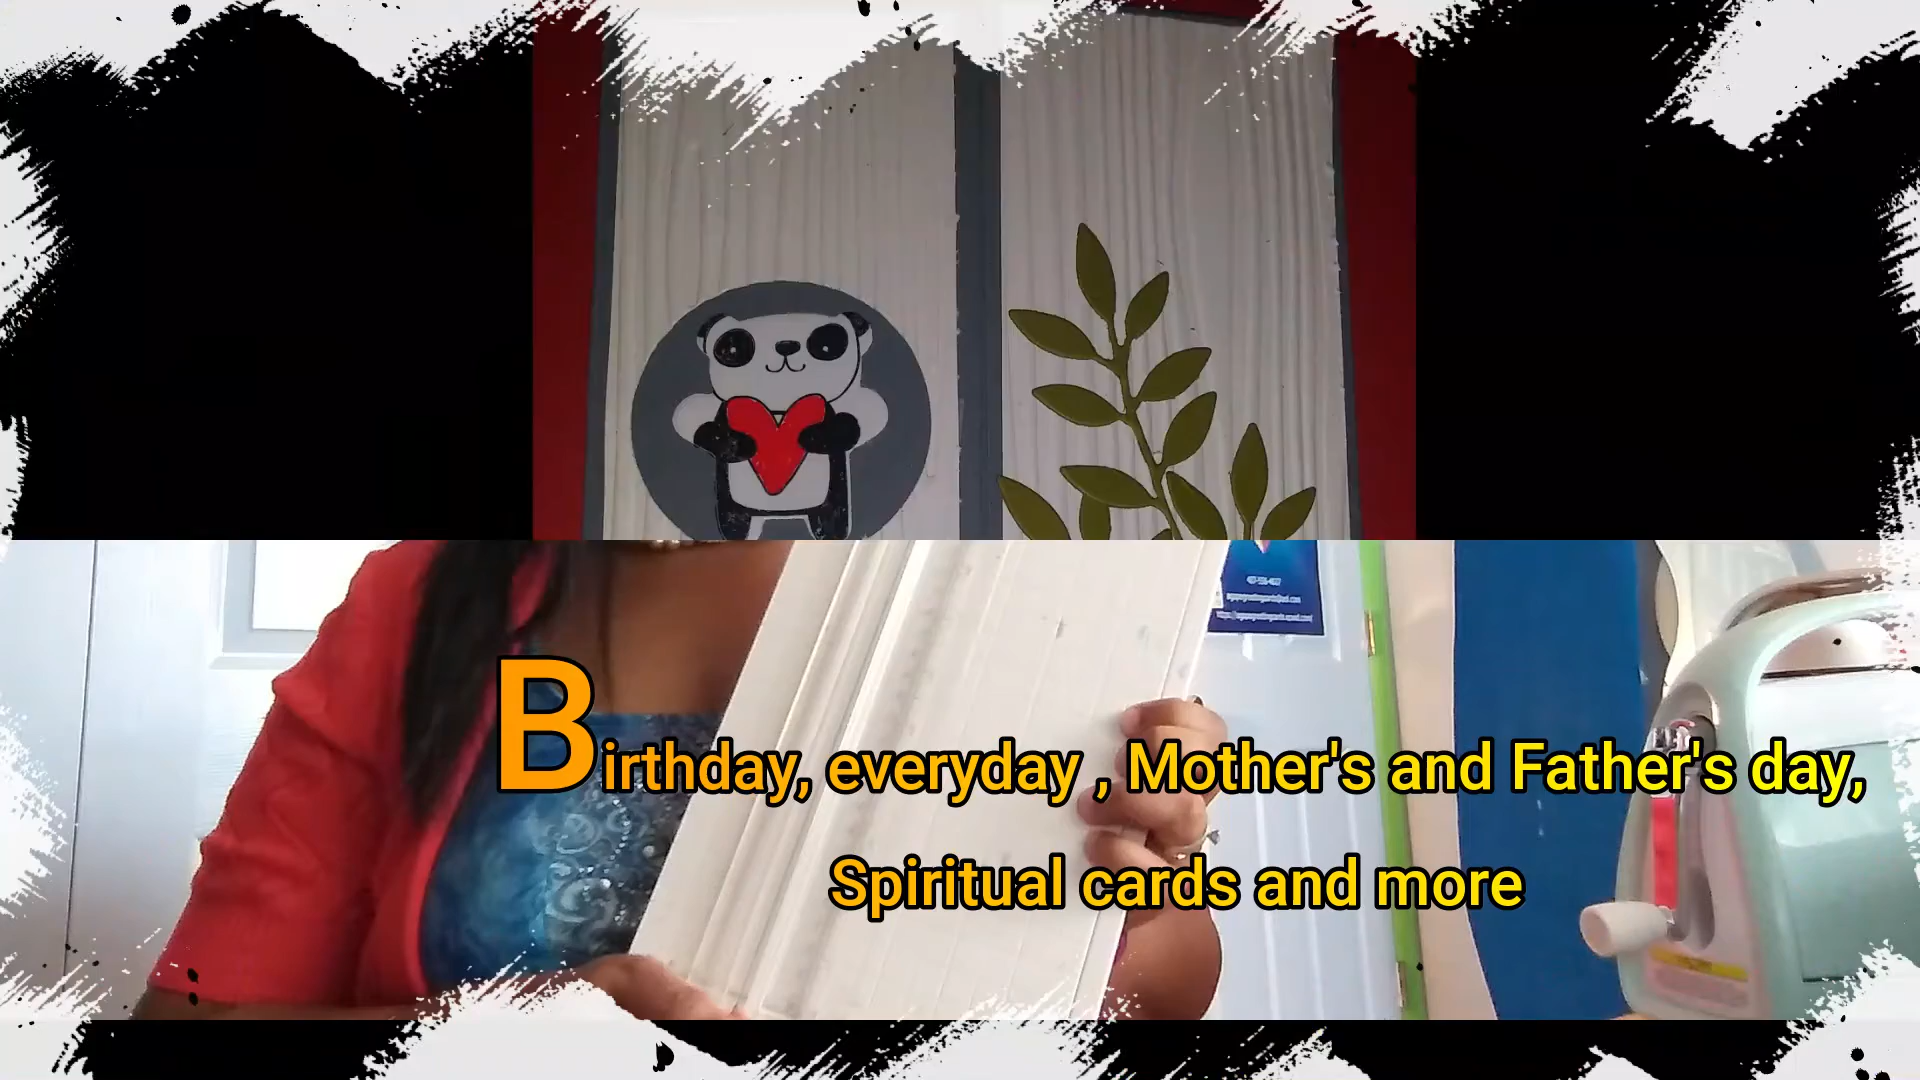 Birthday, everyday , Mother's and Father's day,
Spiritual cards and more